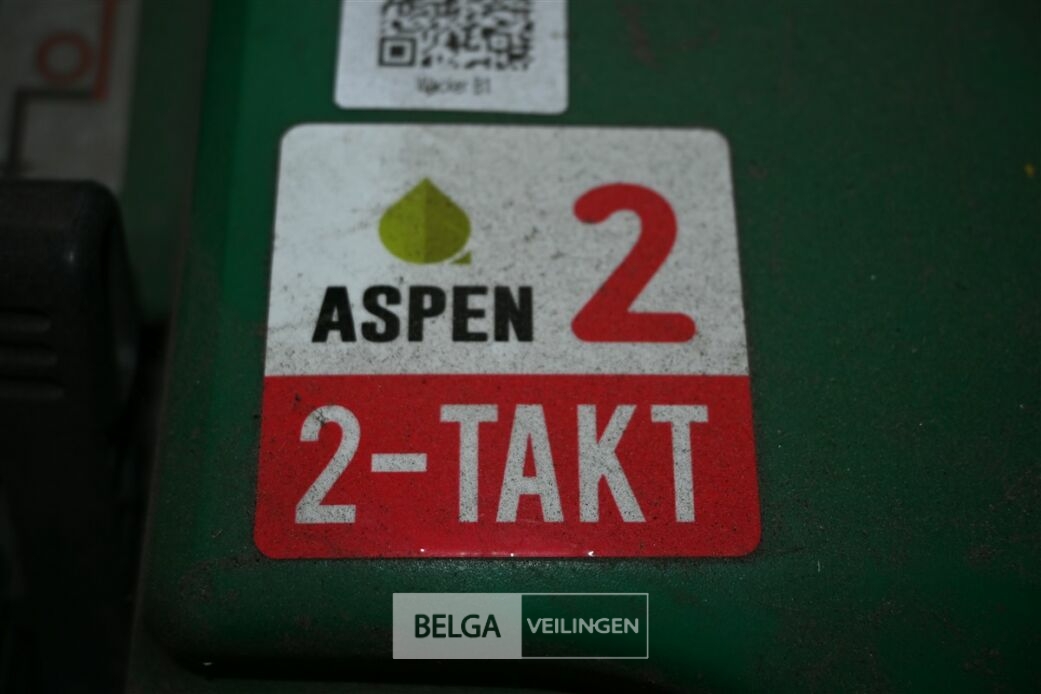 Wacker B1
ASPEN 2
2-TAKT
BELGA VEILINGEN